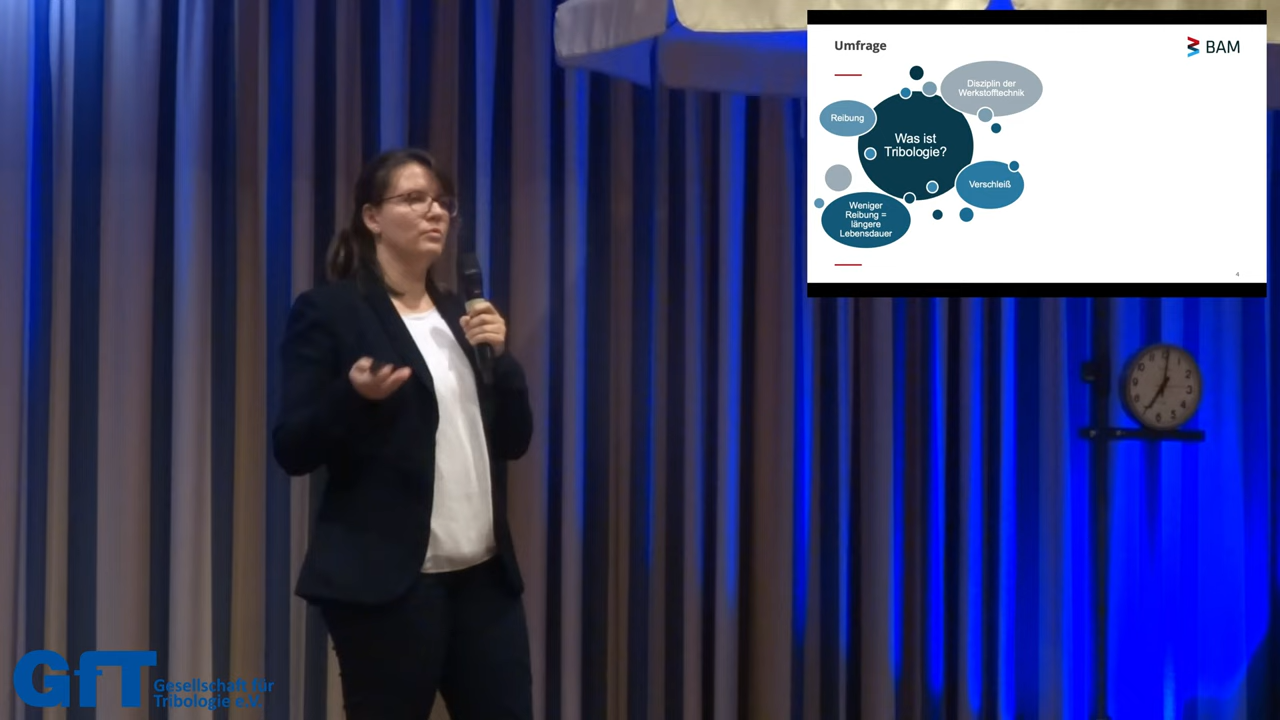 Umfrage
BAM
Disziplin der
Werkstofftechnik
Reibung
Was ist
Tribologie?
Verschleiß
Weniger
Reibung =
längere
Lebensdauer
4
GfT
Gesellschaft für
Tribologie e.V.